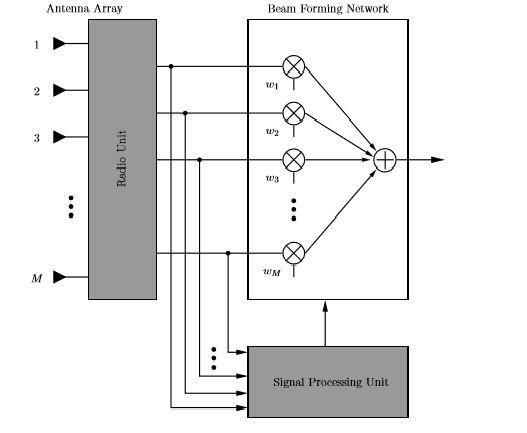 Antenna Array
Beam Forming Network
1
2
3
M
Radio Unit
w1
w2
w3
wM
Signal Processing Unit